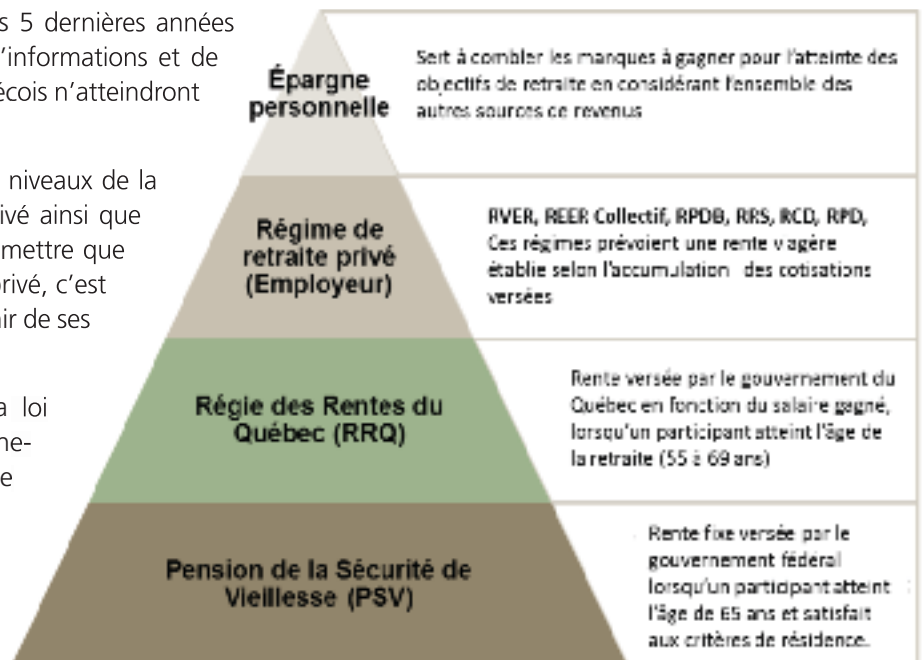 s 5 dernières années
'informations et de
écois n'atteindront
niveaux de la
ivé ainsi que
mettre que
privé, c'est
ir de ses
a loi
ne-
e
Épargne
personnelle
Sert à combler les manques à gagner pour l'atteinte des
objectifs de retraite en considérant l'ensemble des
autres sources de revenus
Régime de
retraite privé
(Employeur)
RVER, REER Collectif, RPDB, RRS, RCD, RPD,
Ces régimes prévoient une rente viagère
établie selon l'accumulation des cotisations
versées
Régie des Rentes du
Québec (RRQ)
Rente versée par le gouvernement du
Québec en fonction du salaire gagné,
lorsqu'un participant atteint l'âge de
la retraite (55 à 69 ans)
Pension de la Sécurité de
Vieillesse (PSV)
Rente fixe versée par le
gouvernement fédéral
lorsqu'un participant atteint
l'âge de 65 ans et satisfait
aux critères de résidence.